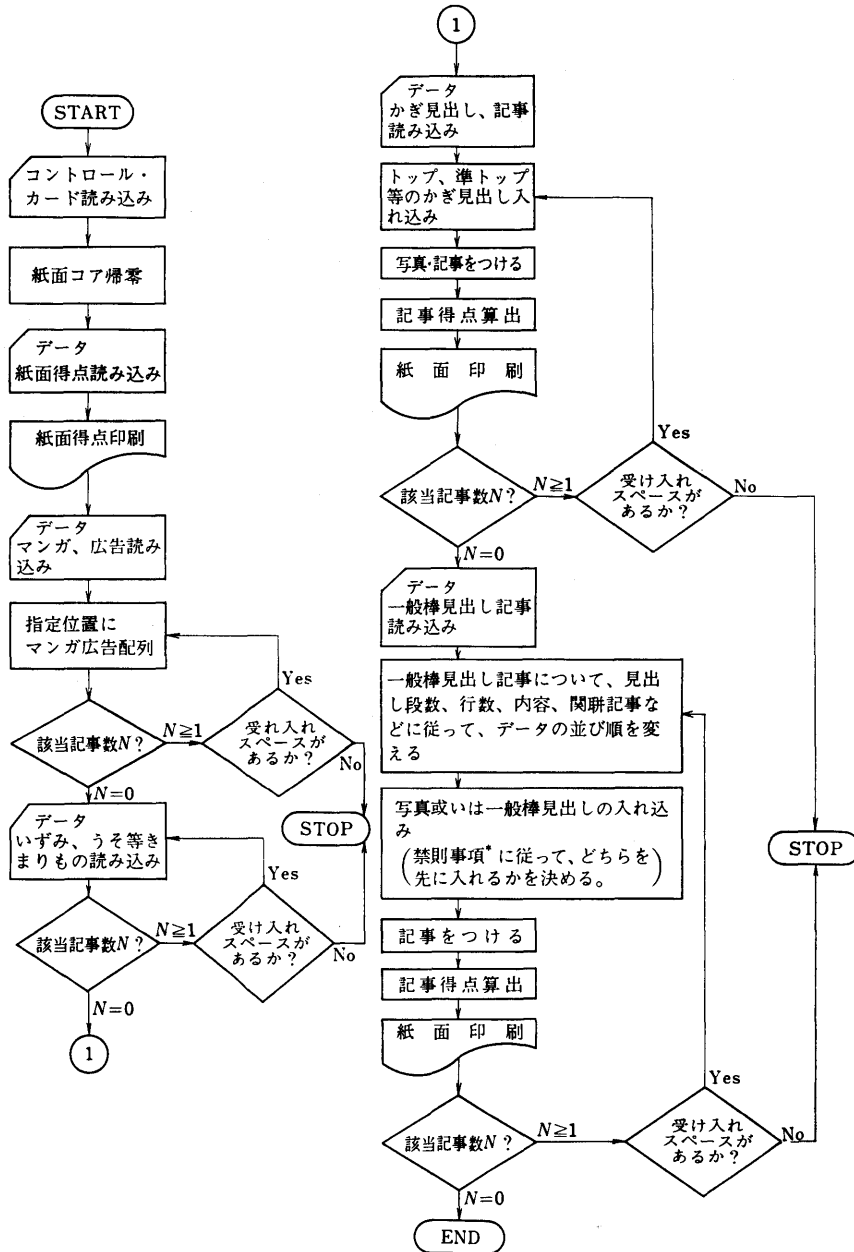 START
コントロール・
カード読み込み
紙面コア帰零
データ
紙面得点読み込み
紙面得点印刷
データ
マンガ、広告読み
込み
指定位置に
マンガ広告配列
Yes
該当記事数N?
N≧1
受れ入れ
スペースが
あるか?
No
N=0
STOP
データ
いずみ、うそ等き
まりもの読み込み
Yes
該当記事数N?
N≧1
受け入れ
スペースが
あるか?
No
N=0
1
1
データ
かぎ見出し、記事
読み込み
トップ、準トップ
等のかぎ見出し入
れ込み
写真・記事をつける
記事得点算出
紙面印刷
Yes
該当記事数N?
N≧1
受け入れ
スペースが
あるか?
No
N=0
データ
一般棒見出し記事
読み込み
一般棒見出し記事について、見出
し段数、行数、内容、関聨記事な
どに従って、データの並び順を変
える
写真或いは一般棒見出しの入れ込
み
(禁則事項*に従って、どちらを
先に入れるかを決める。)
STOP
記事をつける
記事得点算出
紙面印刷
Yes
該当記事数N?
N≧1
受け入れ
スペースが
あるか?
No
N=0
END